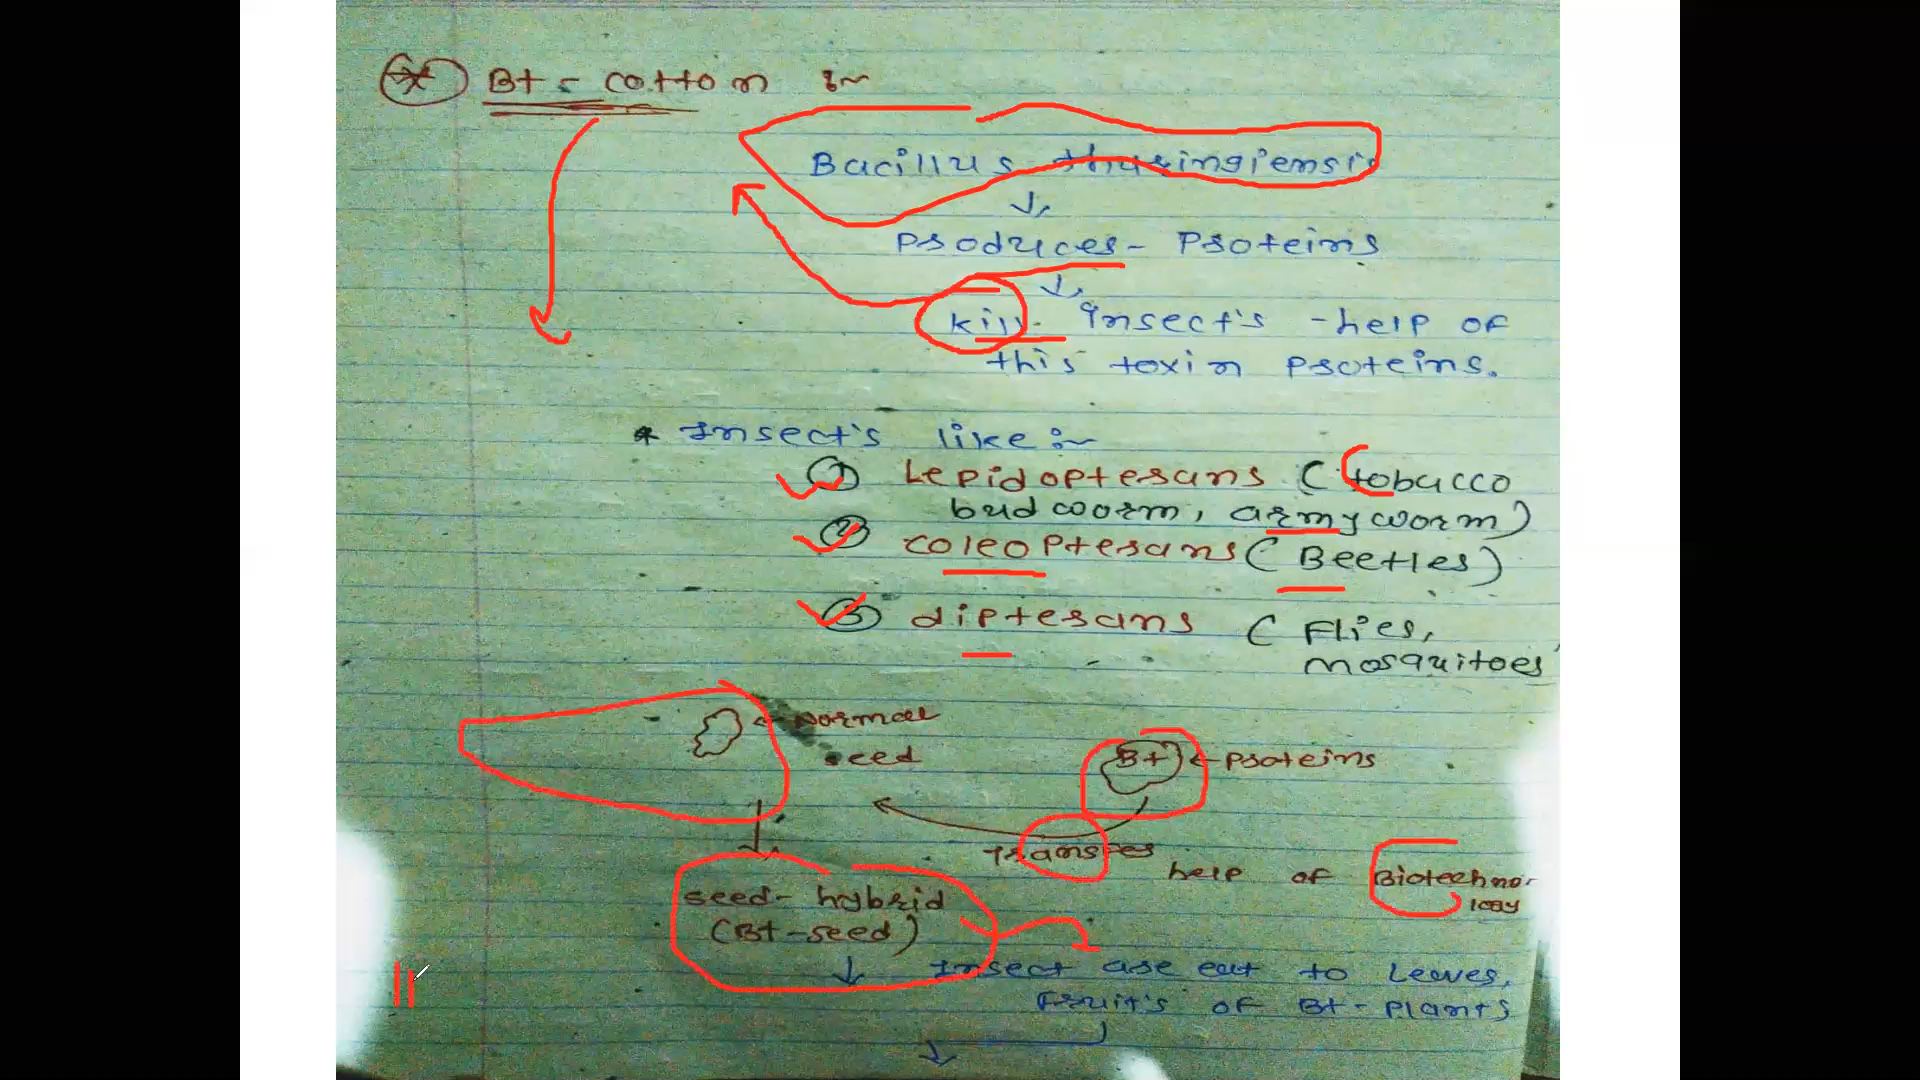 Bt - cotton :~
Bacillus thuringiensis
Produces - Proteins
kill Insect's - help of
this toxin Proteins.
* Insect's like :~
① Lepidopterans (tobacco
budworm, armyworm)
② coleopterans (Beetles)
③ dipterans (Flies,
mosquitoes
Normal
seed
Bt ← Proteins
Transfer
help of Biotechno-
logy
seed-hybrid
(Bt-seed)
Insect are eat to Leaves,
Fruit's of Bt-Plants